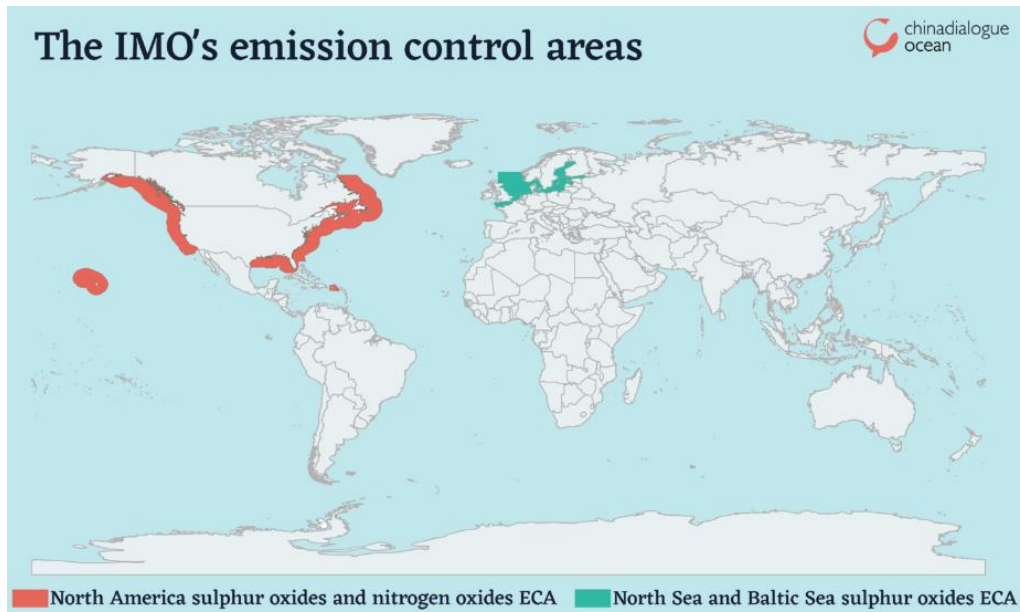 The IMO's emission control areas
chinadialogue
ocean
North America sulphur oxides and nitrogen oxides ECA
North Sea and Baltic Sea sulphur oxides ECA